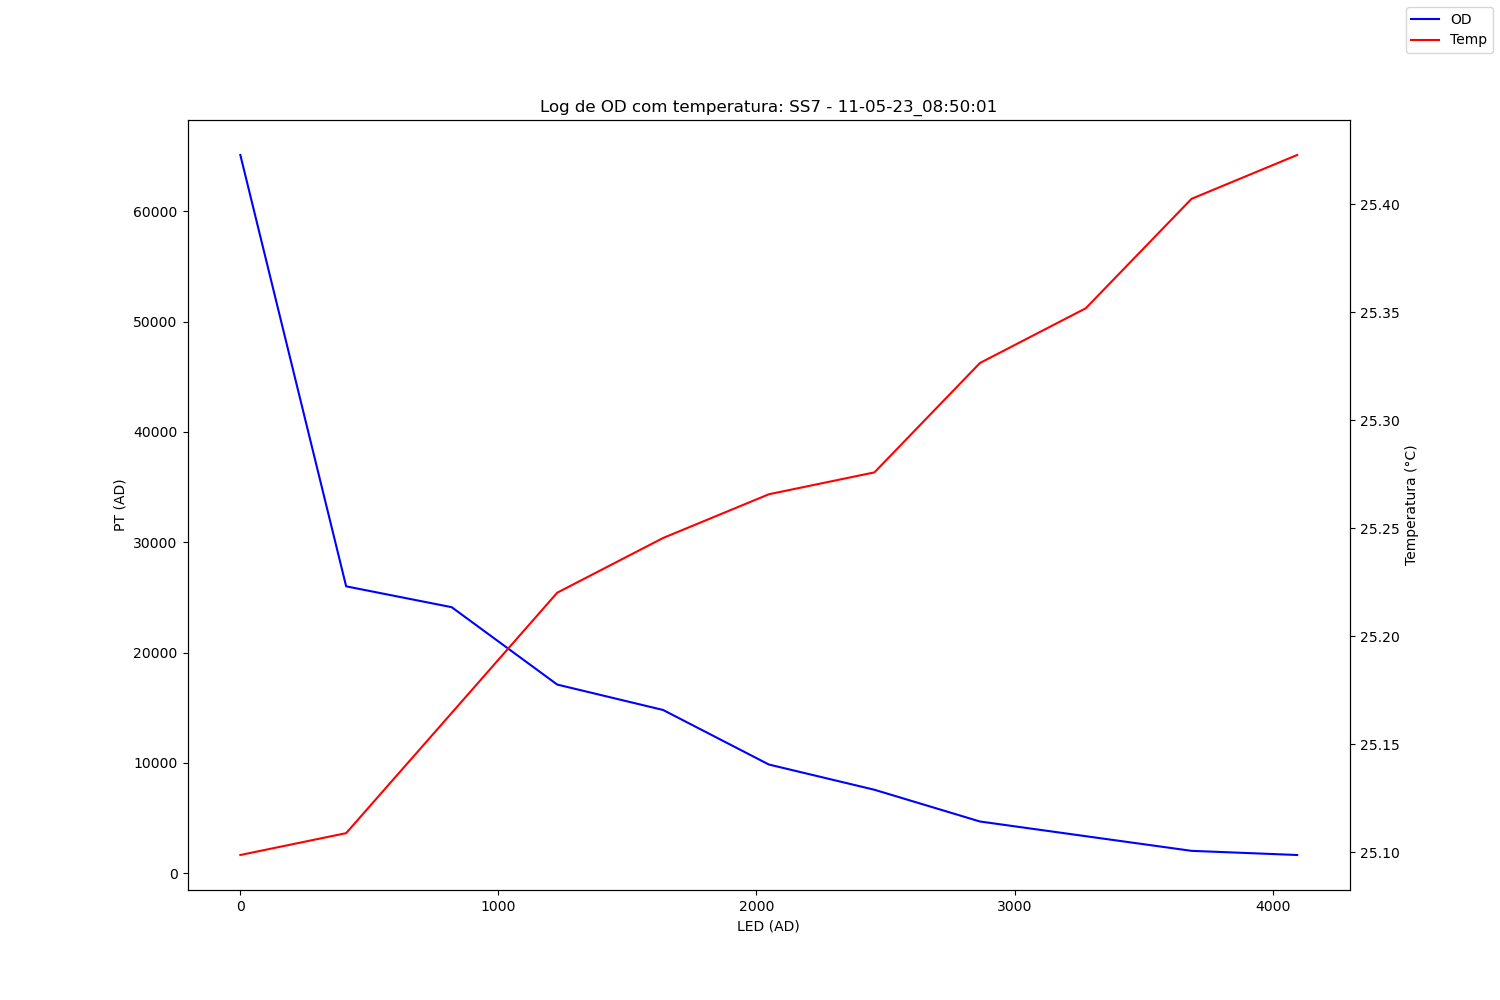 OD
Temp
Log de OD com temperatura: SS7 - 11-05-23_08:50:01
60000
50000
40000
30000
20000
10000
0
PT (AD)
25.40
25.35
25.30
25.25
25.20
25.15
25.10
Temperatura (°C)
0 1000 2000 3000 4000
LED (AD)